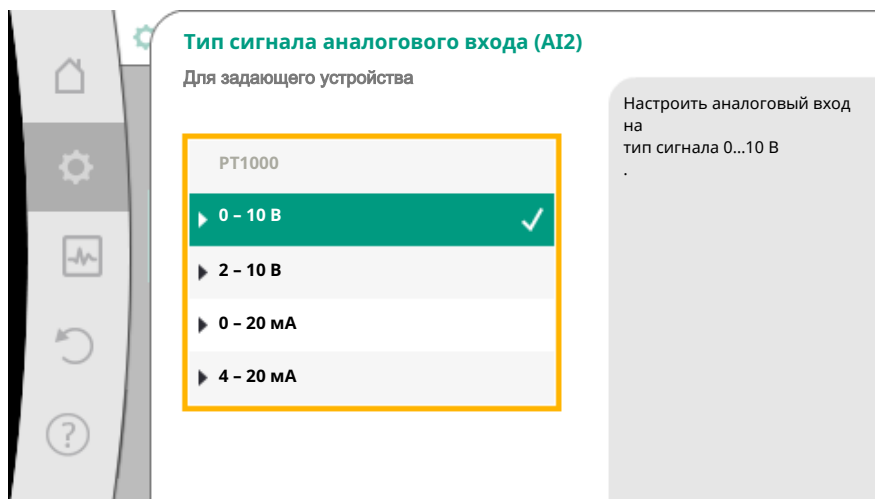 Тип сигнала аналогового входа (AI2)
Для задающего устройства
PT1000
0 – 10 В
2 – 10 В
0 – 20 мА
4 – 20 мА
Настроить аналоговый вход
на
тип сигнала 0...10 В
.
?